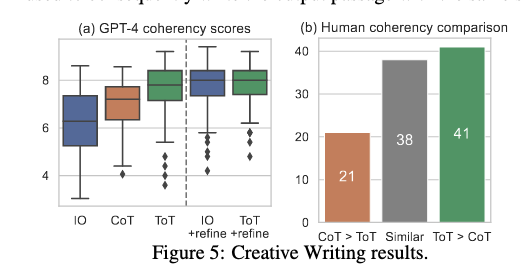 (a) GPT-4 coherency scores
8
6
4
IO CoT ToT IO ToT
+refine +refine
(b) Human coherency comparison
40
30
20
10
0
21
38
41
CoT > ToT Similar ToT > CoT
Figure 5: Creative Writing results.